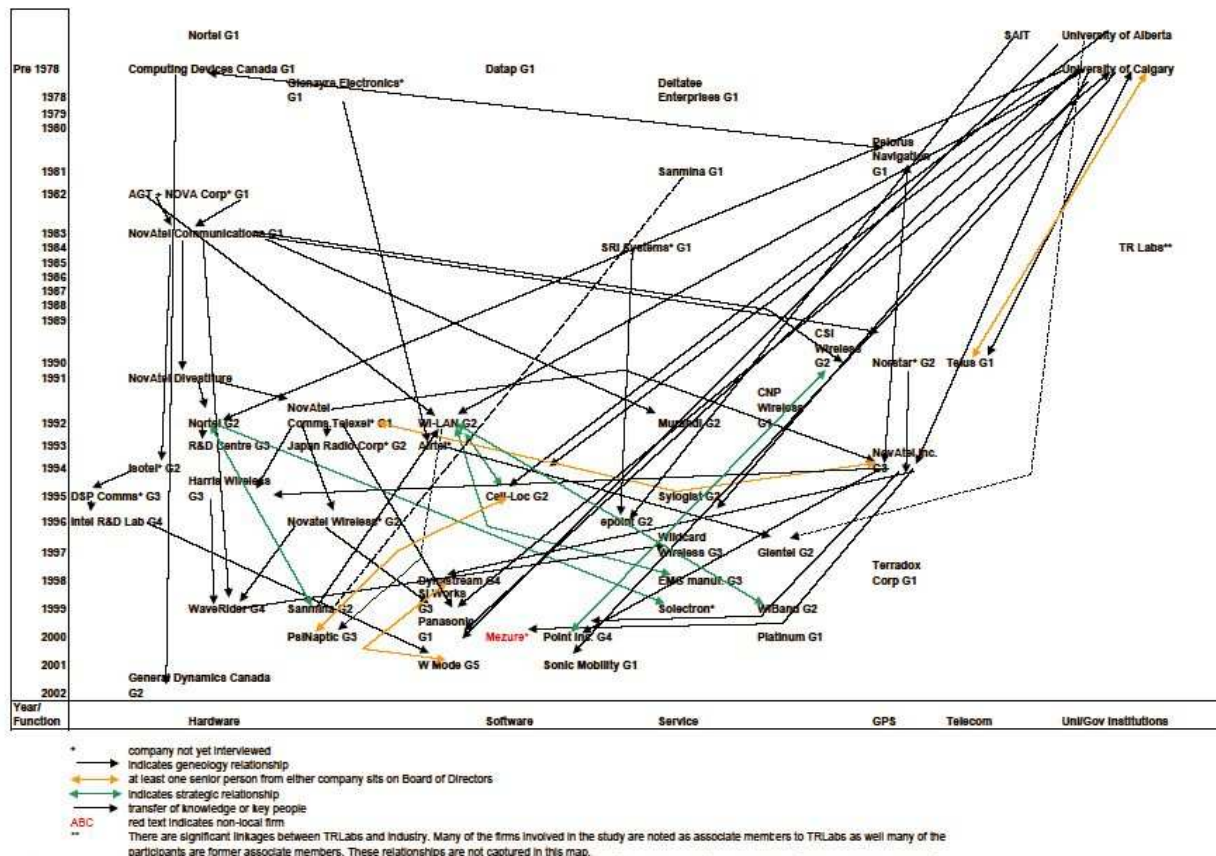 Nortel G1
SAIT
University of Alberta
Pre 1978
Computing Devices Canada G1
Datap G1
University of Calgary
Glenayre Electronics*
G1
Deltatee
Enterprises G1
1978
1979
1980
Pelorus
Navigation
G1
1981
Sanmina G1
1982
AGT + NOVA Corp* G1
1983
NovAtel Communications G1
1984
SRI Systems* G1
TR Labs**
1985
1986
1987
1988
1989
CSI
Wireless
G2
1990
Norstar* G2
Telus G1
1991
NovAtel Divestiture
CNP
Wireless
G1
NovAtel
Comms.Telexel* G1
1992
Nortel G2
WI-LAN G2
Murandi G2
1993
R&D Centre G3
Japan Radio Corp* G2
Airtel*
NovAtel Inc.
G3
1994
Isotel* G2
Harris Wireless
G3
1995
DSP Comms* G3
Cell-Loc G2
Sylogist G2
1996
Intel R&D Lab G4
Novatel Wireless* G2
epoint G2
Wildcard
Wireless G3
1997
Glentel G2
Terradox
Corp G1
1998
Dynastream G4
SI Works
G3
EMS manuf. G3
1999
WaveRider G4
Sanmina G2
Solectron*
WiBand G2
Panasonic
G1
2000
PsiNaptic G3
Mezure*
Point Inc. G4
Platinum G1
2001
W Mode G5
Sonic Mobility G1
General Dynamics Canada
G2
2002
Year/
Function
Hardware
Software
Service
GPS
Telecom
Uni/Gov Institutions
* company not yet interviewed
indicates geneology relationship
at least one senior person from either company sits on Board of Directors
indicates strategic relationship
transfer of knowledge or key people
ABC red text indicates non-local firm
** There are significant linkages between TRLabs and industry. Many of the firms involved in the study are noted as associate members to TRLabs as well many of the
participants are former associate members. These relationships are not captured in this map.